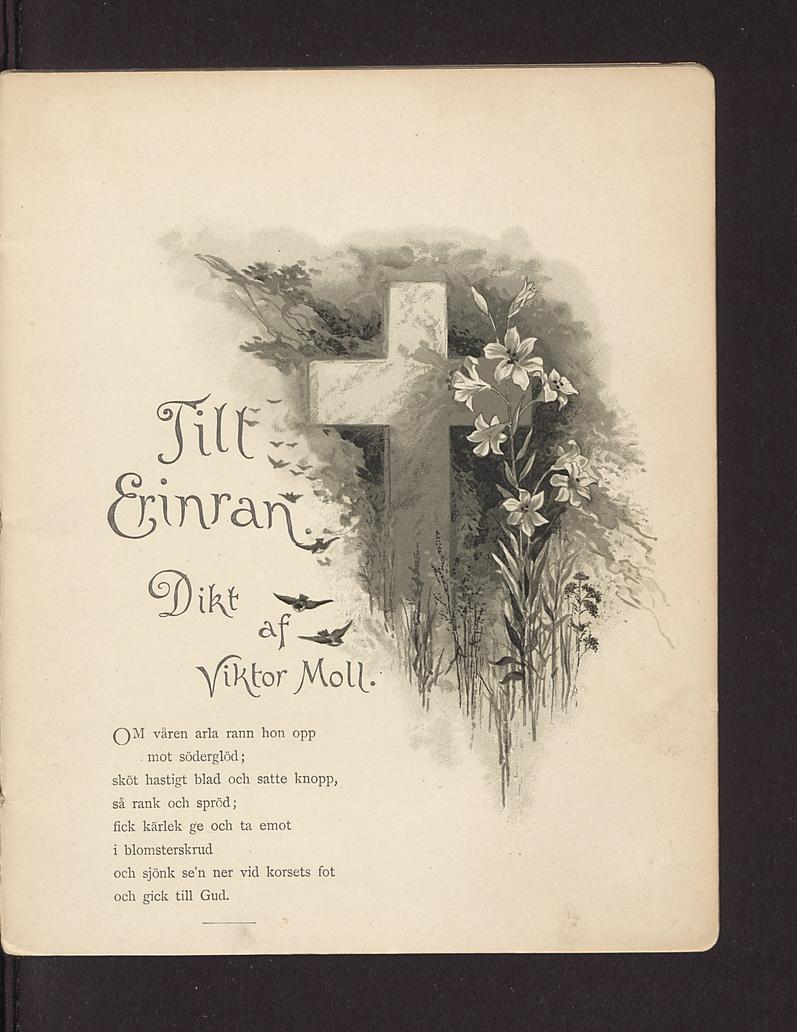 Till
Erinran.
Dikt
af
Viktor Moll.
OM våren arla rann hon opp
mot söderglöd;
sköt hastigt blad och satte knopp,
så rank och spröd;
fick kärlek ge och ta emot
i blomsterskrud
och sjönk se'n ner vid korsets fot
och gick till Gud.